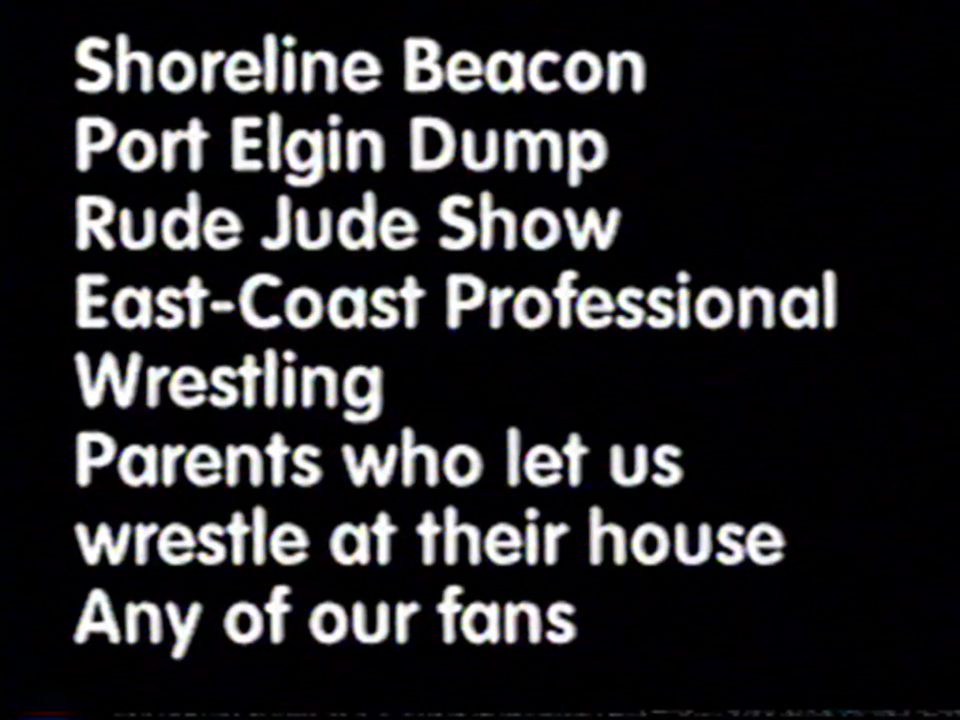 Shoreline Beacon
Port Elgin Dump
Rude Jude Show
East-Coast Professional
Wrestling
Parents who let us
wrestle at their house
Any of our fans